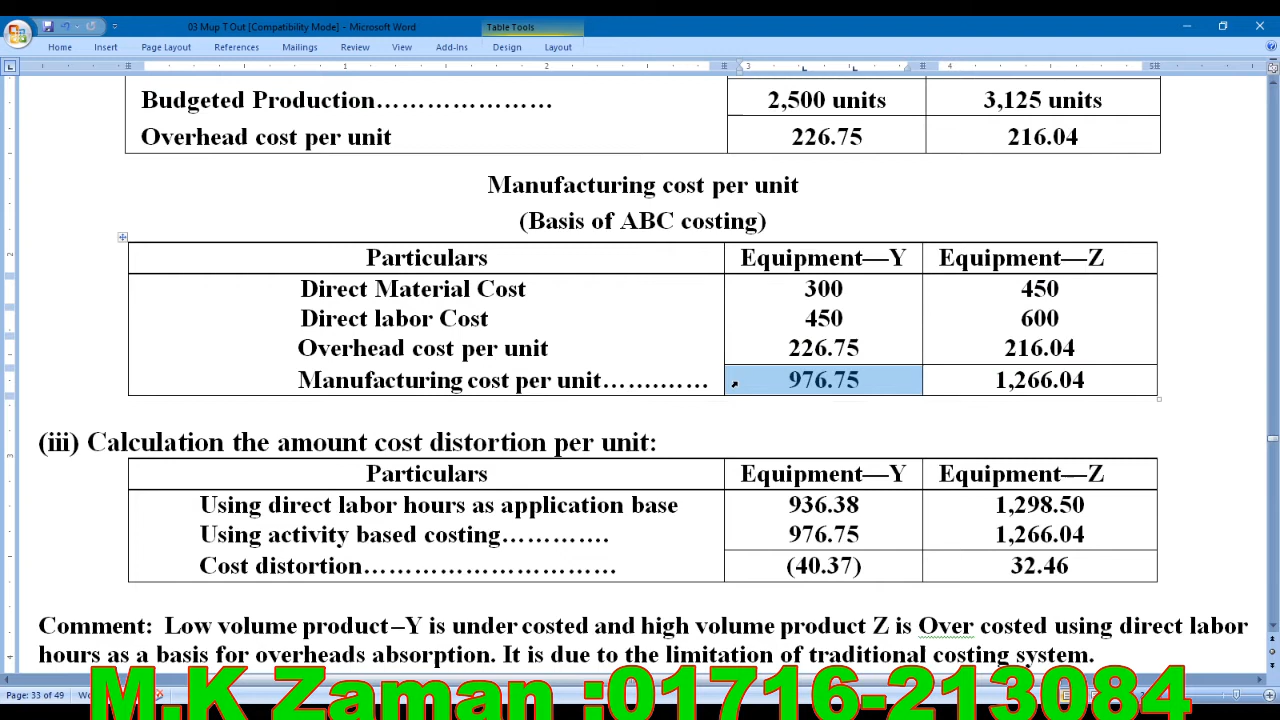 03 Mup T Out [Compatibility Mode] - Microsoft Word
Table Tools
Home Insert Page Layout References Mailings Review View Add-Ins Design Layout
Budgeted Production………………… 2,500 units 3,125 units
Overhead cost per unit 226.75 216.04
Manufacturing cost per unit
(Basis of ABC costing)
Particulars Equipment—Y Equipment—Z
Direct Material Cost 300 450
Direct labor Cost 450 600
Overhead cost per unit 226.75 216.04
Manufacturing cost per unit………… 976.75 1,266.04
(iii) Calculation the amount cost distortion per unit:
Particulars Equipment—Y Equipment—Z
Using direct labor hours as application base 936.38 1,298.50
Using activity based costing…………. 976.75 1,266.04
Cost distortion………………………… (40.37) 32.46
Comment: Low volume product–Y is under costed and high volume product Z is Over costed using direct labor
hours as a basis for overheads absorption. It is due to the limitation of traditional costing system.
Page: 33 of 49
M.K Zaman :01716-213084